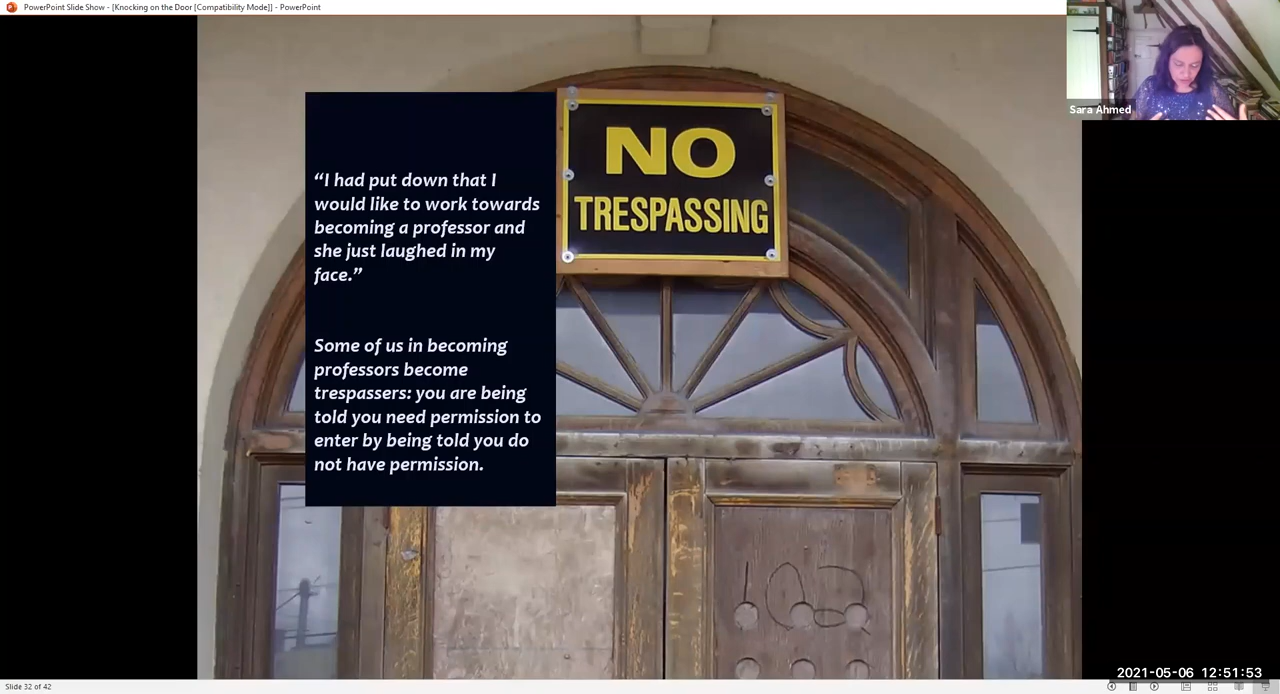 PowerPoint Slide Show - [Knocking on the Door [Compatibility Mode]] - PowerPoint
Sara Ahmed
NO
TRESPASSING
“I had put down that I
would like to work towards
becoming a professor and
she just laughed in my
face.”
Some of us in becoming
professors become
trespassers: you are being
told you need permission to
enter by being told you do
not have permission.
2021-05-06 12:51:53
Slide 32 of 42